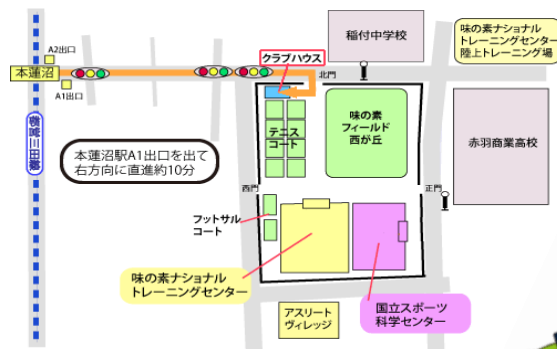 A2出口
本蓮沼
A1出口
都営三田線
本蓮沼駅A1出口を出て
右方向に直進約10分
クラブハウス
北門
稲付中学校
味の素ナショナル
トレーニングセンター
陸上トレーニング場
テニス
コート
味の素
フィールド
西が丘
赤羽商業高校
西門
正門
フットサル
コート
味の素ナショナル
トレーニングセンター
国立スポーツ
科学センター
アスリート
ヴィレッジ